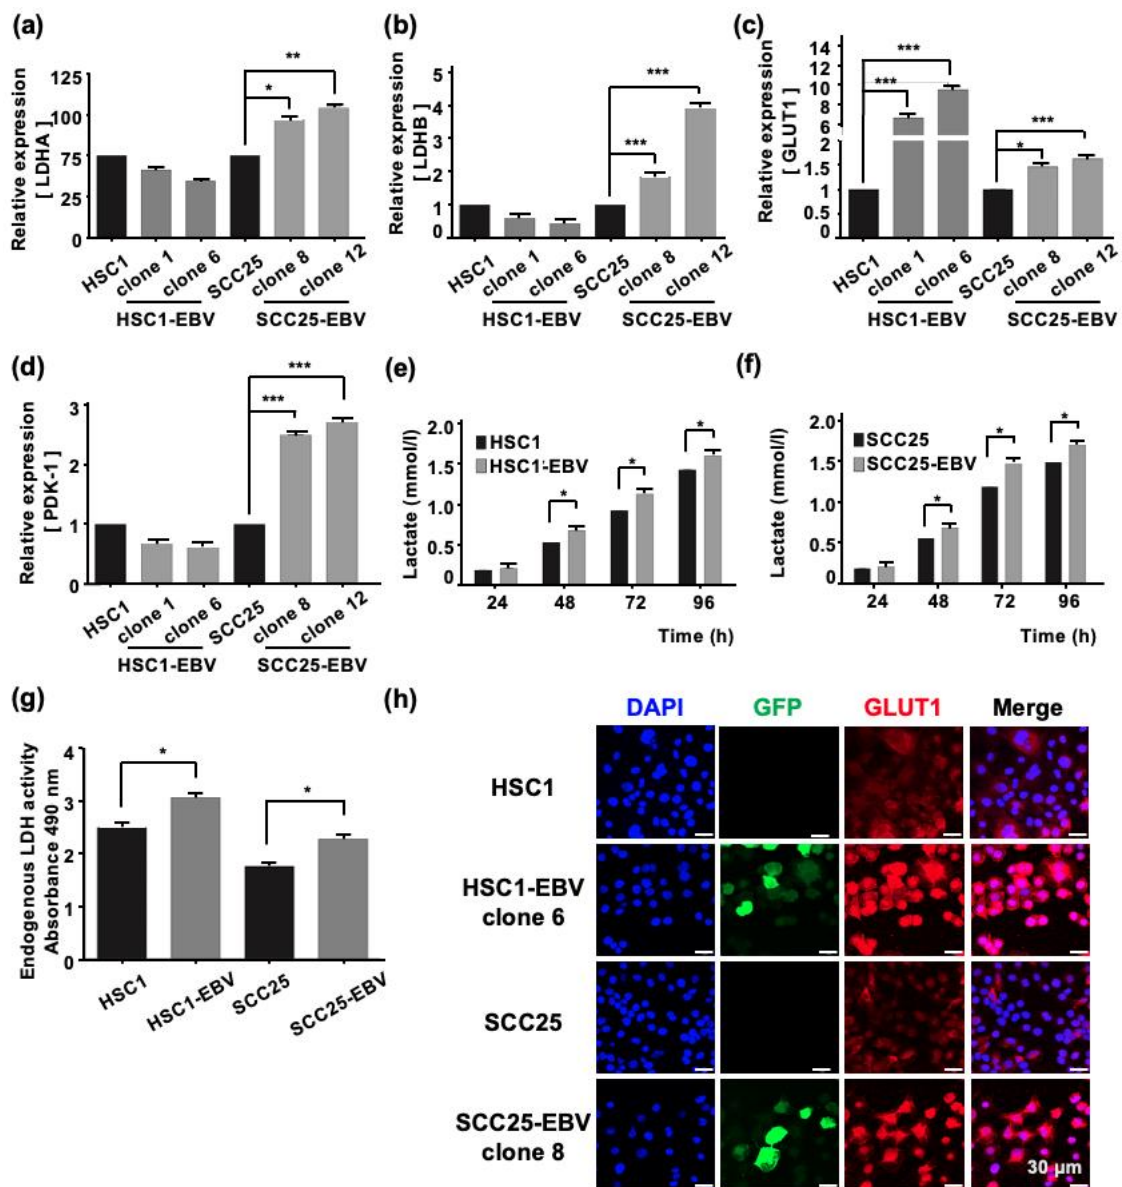 (a)
Relative expression
[ LDHA ]
125
100
75
25
0
*
**
HSC1
clone 1
clone 6
SCC25
clone 8
clone 12
HSC1-EBV
SCC25-EBV
(b)
Relative expression
[ LDHB ]
5
4
2
1
0
***
***
HSC1
clone 1
clone 6
SCC25
clone 8
clone 12
HSC1-EBV
SCC25-EBV
(c)
Relative expression
[ GLUT1 ]
14
10
10
8
6
2
1.5
1
0.5
0
***
***
*
***
HSC1
clone 1
clone 6
SCC25
clone 8
clone 12
HSC1-EBV
SCC25-EBV
(d)
Relative expression
[ PDK-1 ]
3
2
1
0
***
***
HSC1
clone 1
clone 6
SCC25
clone 8
clone 12
HSC1-EBV
SCC25-EBV
(e)
Lactate (mmol/l)
2.0
1.5
1.0
0.5
0
HSC1
HSC1-EBV
*
*
*
24 48 72 96
Time (h)
(f)
Lactate (mmol/l)
2.0
1.5
1.0
0.5
0
SCC25
SCC25-EBV
*
*
*
24 48 72 96
Time (h)
(g)
Endogenous LDH activity
Absorbance 490 nm
4
3
2
1
0
*
*
HSC1
HSC1-EBV
SCC25
SCC25-EBV
(h)
DAPI GFP GLUT1 Merge
HSC1
HSC1-EBV
clone 6
SCC25
SCC25-EBV
clone 8
30 µm